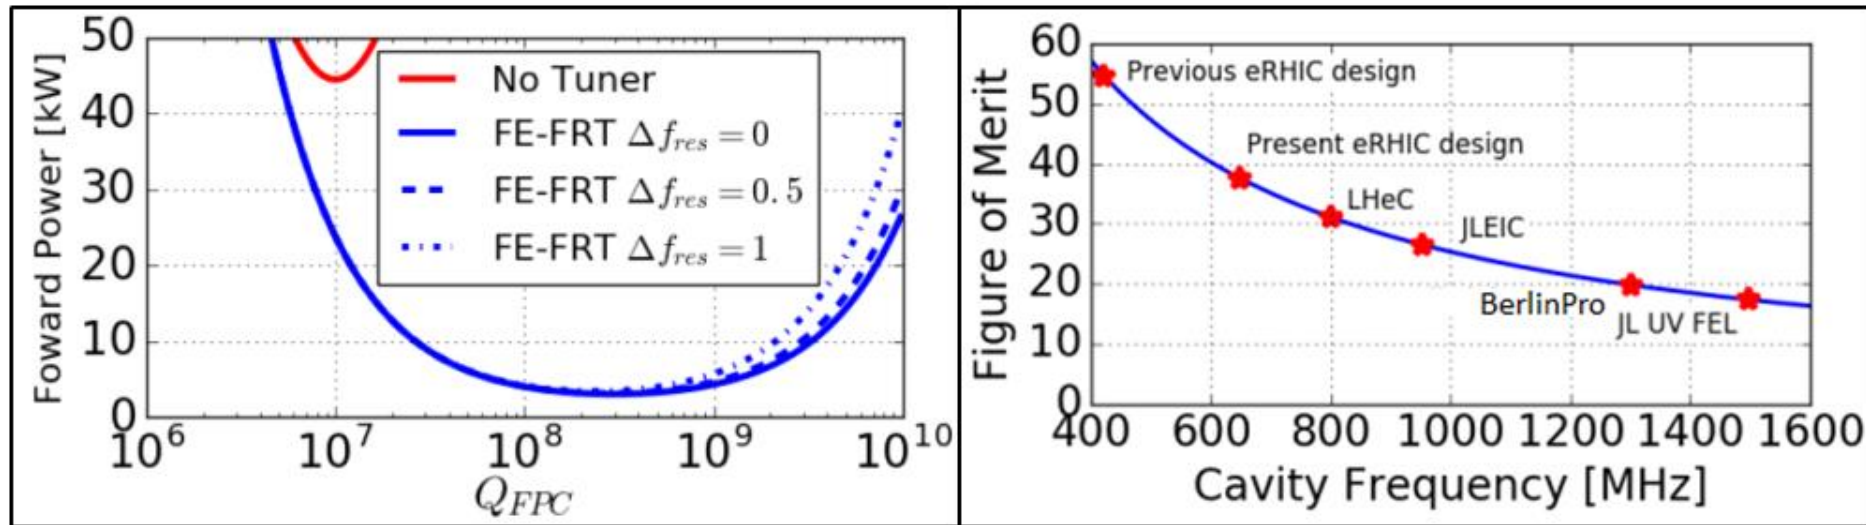 Foward Power [kW]
50
40
30
20
10
0
No Tuner
FE-FRT Δf_res = 0
FE-FRT Δf_res = 0.5
FE-FRT Δf_res = 1
10^6
10^7
10^8
10^9
10^10
Q_FPC
Figure of Merit
60
50
40
30
20
10
0
Previous eRHIC design
Present eRHIC design
LHeC
JLEIC
BerlinPro
JL UV FEL
400
600
800
1000
1200
1400
1600
Cavity Frequency [MHz]